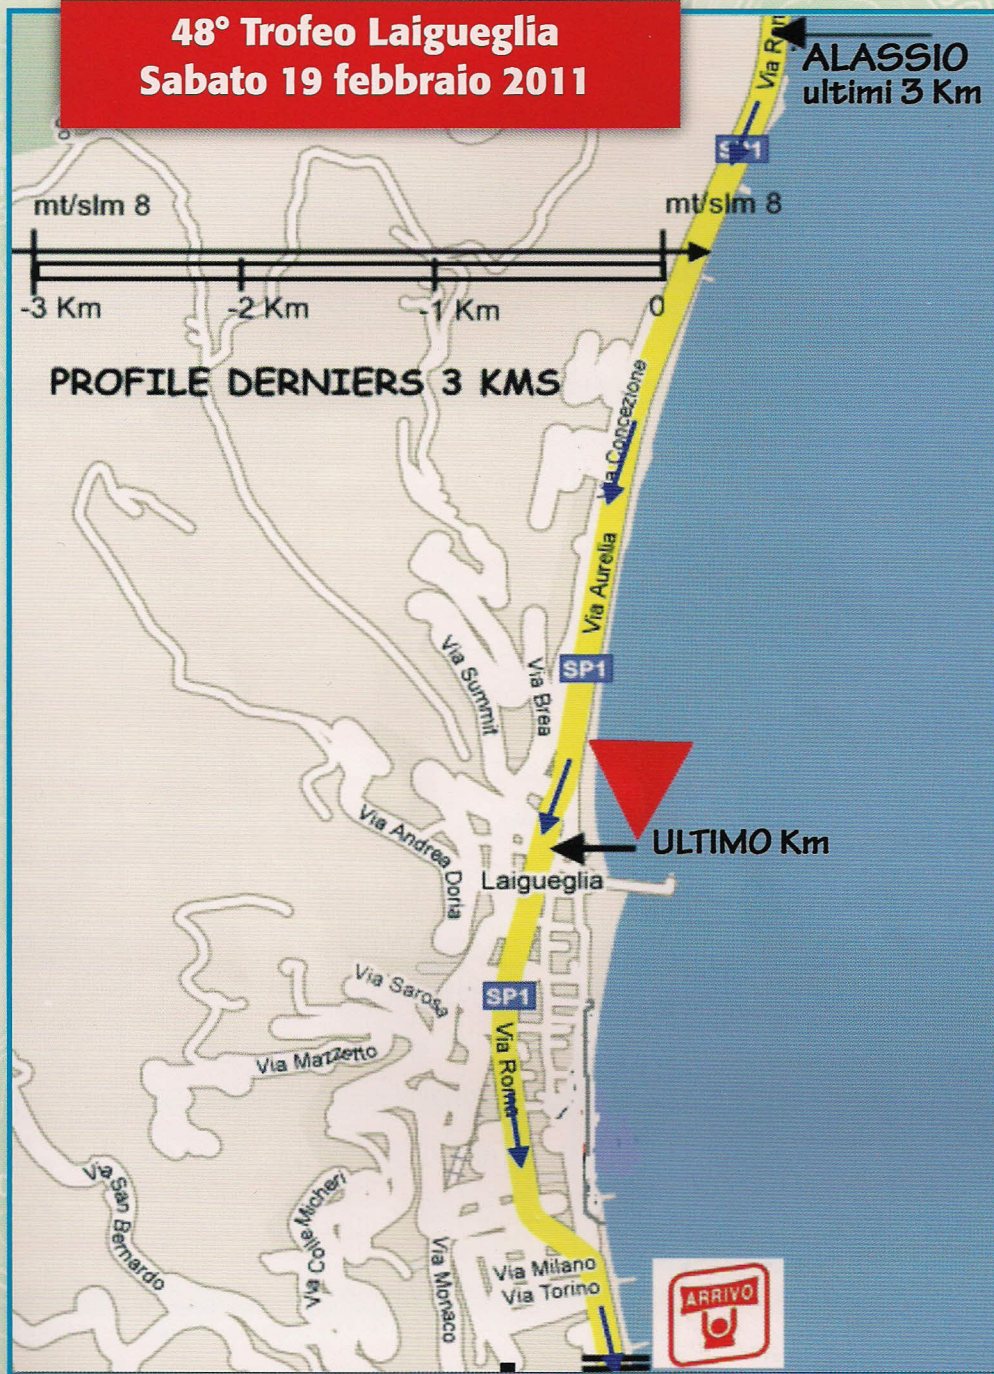 48° Trofeo Laigueglia
Sabato 19 febbraio 2011
ALASSIO
ultimi 3 Km
SP1
mt/slm 8
mt/slm 8
-3 Km
-2 Km
-1 Km
0
PROFILE DERNIERS 3 KMS
Via Concezione
Via Aurelia
SP1
Via Summit
Via Brea
ULTIMO Km
Via Andrea Doria
Laigueglia
Via Sarosa
SP1
Via Roma
Via Mazzetto
Via San Bernardo
Via Colle Micheri
Via Monaco
Via Milano
Via Torino
ARRIVO